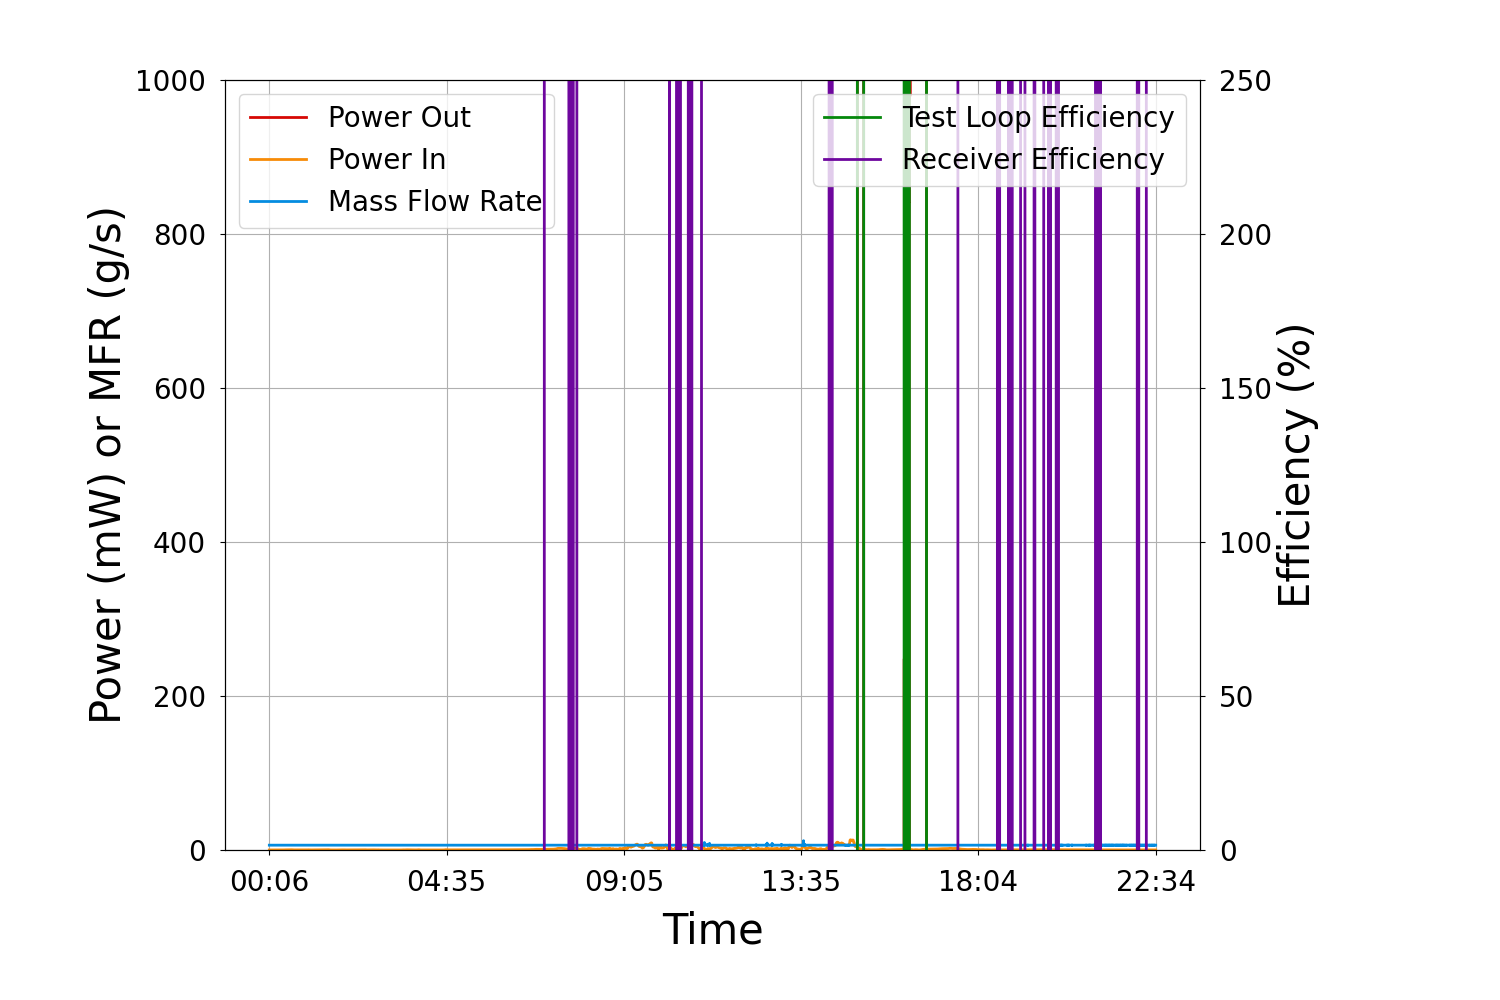 Power Out
Power In
Mass Flow Rate
Test Loop Efficiency
Receiver Efficiency
1000
800
600
400
200
0
Power (mW) or MFR (g/s)
250
200
150
100
50
0
Efficiency (%)
00:06 04:35 09:05 13:35 18:04 22:34
Time